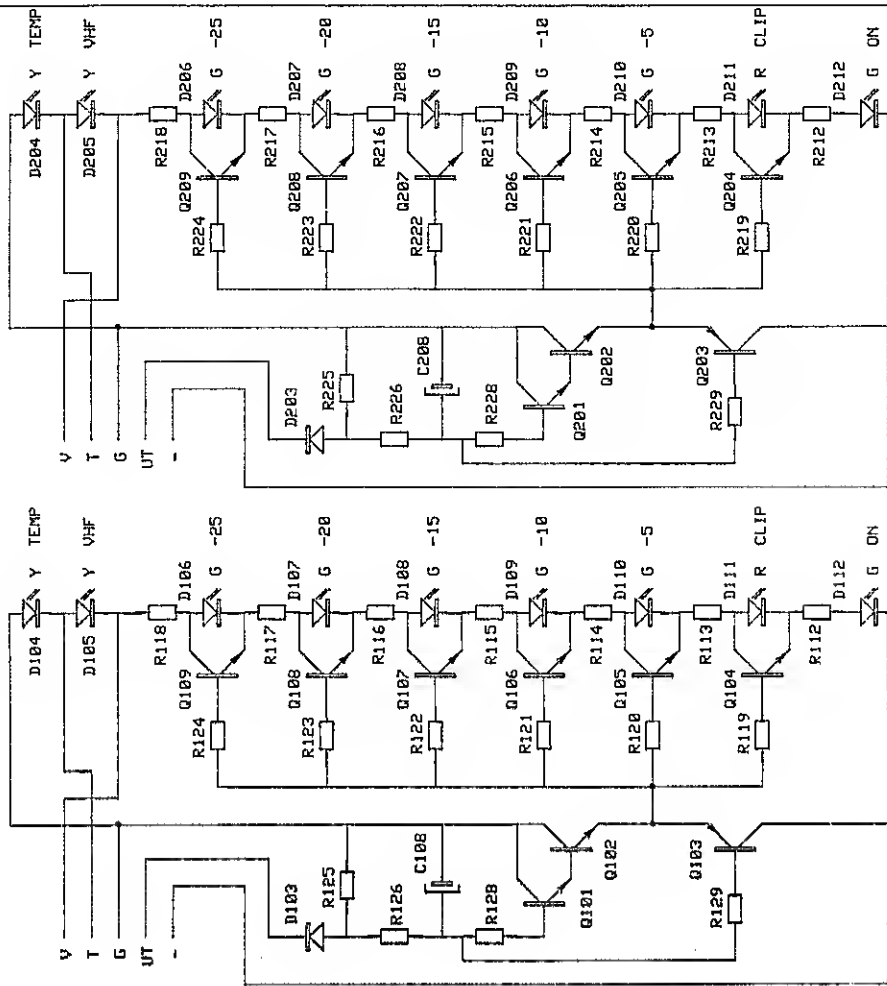 D204 Y TEMP
D205 Y VHF
R218
D206 G -25
Q209
R224
R217
D207 G -20
Q208
R223
R216
D208 G -15
Q207
R222
R215
D209 G -10
Q206
R221
R214
D210 G -5
Q205
R220
R213
D211 R CLIP
Q204
R219
R212
D212 G ON
V
T
G
UT
-
D203
R225
R226
C208
R228
Q201
Q202
Q203
R229
D104 Y TEMP
D105 Y VHF
R118
D106 G -25
Q109
R124
R117
D107 G -20
Q108
R123
R116
D108 G -15
Q107
R122
R115
D109 G -10
Q106
R121
R114
D110 G -5
Q105
R120
R113
D111 R CLIP
Q104
R119
R112
D112 G ON
V
T
G
UT
-
D103
R125
R126
C108
R128
Q101
Q102
Q103
R129